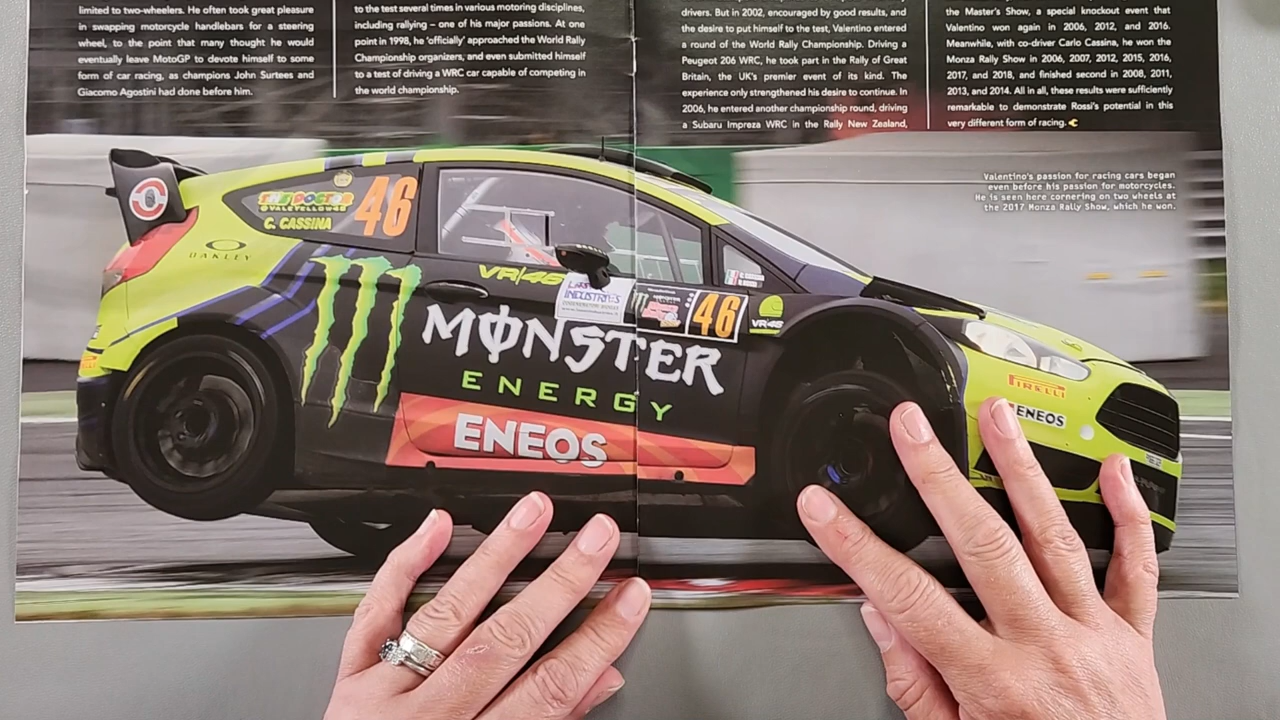 limited to two-wheelers. He often took great pleasure
in swapping motorcycle handlebars for a steering
wheel, to the point that many thought he would
eventually leave MotoGP to devote himself to some
form of car racing, as champions John Surtees and
Giacomo Agostini had done before him.
to the test several times in various motoring disciplines,
including rallying – one of his major passions. At one
point in 1998, he 'officially' approached the World Rally
Championship organizers, and even submitted himself
to a test of driving a WRC car capable of competing in
the world championship.
drivers. But in 2002, encouraged by good results, and
the desire to put himself to the test, Valentino entered
a round of the World Rally Championship. Driving a
Peugeot 206 WRC, he took part in the Rally of Great
Britain, the UK's premier event of its kind. The
experience only strengthened his desire to continue. In
2006, he entered another championship round, driving
a Subaru Impreza WRC in the Rally New Zealand,
the Master's Show, a special knockout event that
Valentino won again in 2006, 2012, and 2016.
Meanwhile, with co-driver Carlo Cassina, he won the
Monza Rally Show in 2006, 2007, 2012, 2015, 2016,
2017, and 2018, and finished second in 2008, 2011,
2013, and 2014. All in all, these results were sufficiently
remarkable to demonstrate Rossi's potential in this
very different form of racing.
Valentino's passion for racing cars began
even before his passion for motorcycles.
He is seen here cornering on two wheels at
the 2017 Monza Rally Show, which he won.
THE DOCTOR
@VALEYELLOW46
C. CASSINA
46
OAKLEY
VR|46
INDUSTRIES
46
VR|46
MONSTER
ENERGY
ENEOS
PIRELLI
ENEOS